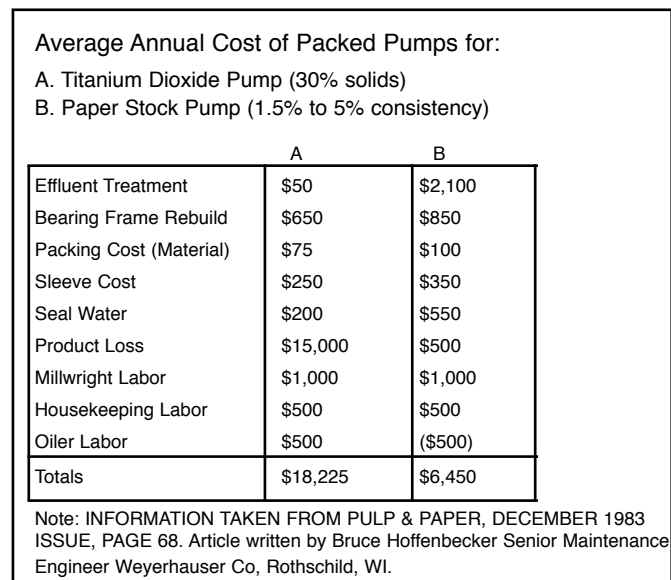 Average Annual Cost of Packed Pumps for:
A. Titanium Dioxide Pump (30% solids)
B. Paper Stock Pump (1.5% to 5% consistency)
A B
Effluent Treatment $50 $2,100
Bearing Frame Rebuild $650 $850
Packing Cost (Material) $75 $100
Sleeve Cost $250 $350
Seal Water $200 $550
Product Loss $15,000 $500
Millwright Labor $1,000 $1,000
Housekeeping Labor $500 $500
Oiler Labor $500 ($500)
Totals $18,225 $6,450
Note: INFORMATION TAKEN FROM PULP & PAPER, DECEMBER 1983
ISSUE, PAGE 68. Article written by Bruce Hoffenbecker Senior Maintenance
Engineer Weyerhauser Co, Rothschild, WI.